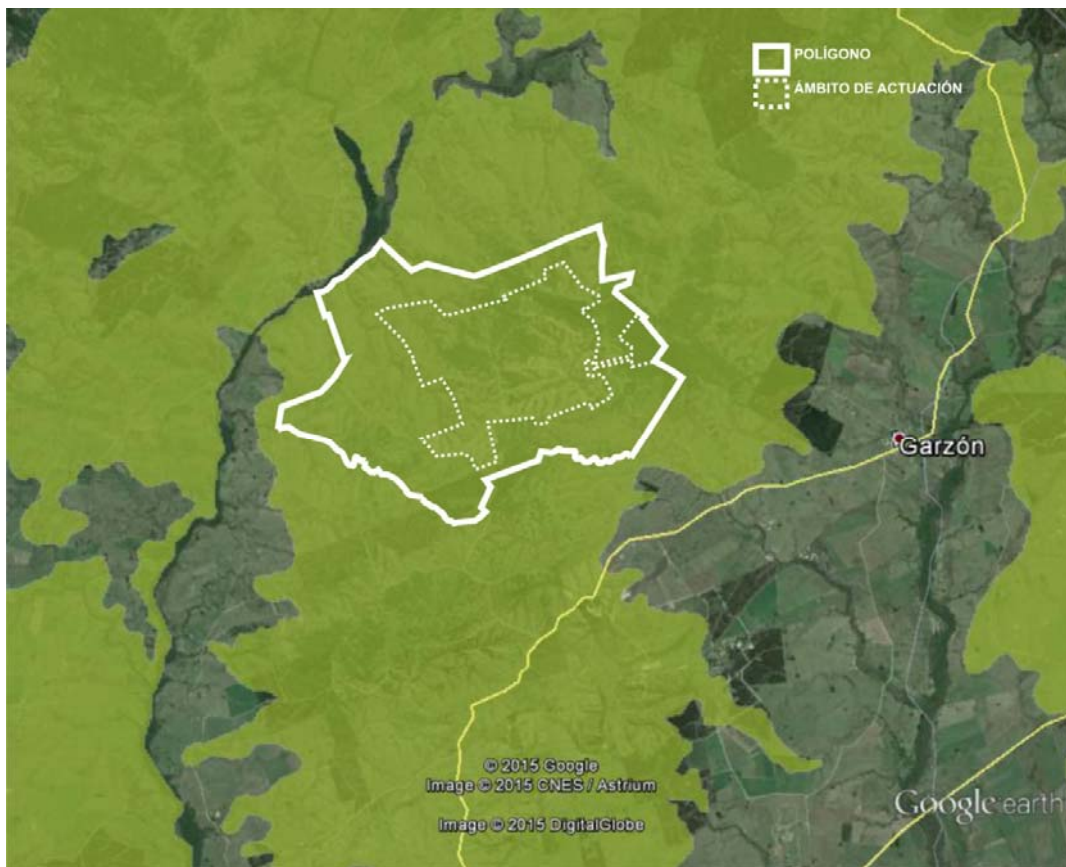 POLÍGONO
ÁMBITO DE ACTUACIÓN
Garzón
© 2015 Google
Image © 2015 CNES / Astrium
Image © 2015 DigitalGlobe
Google earth